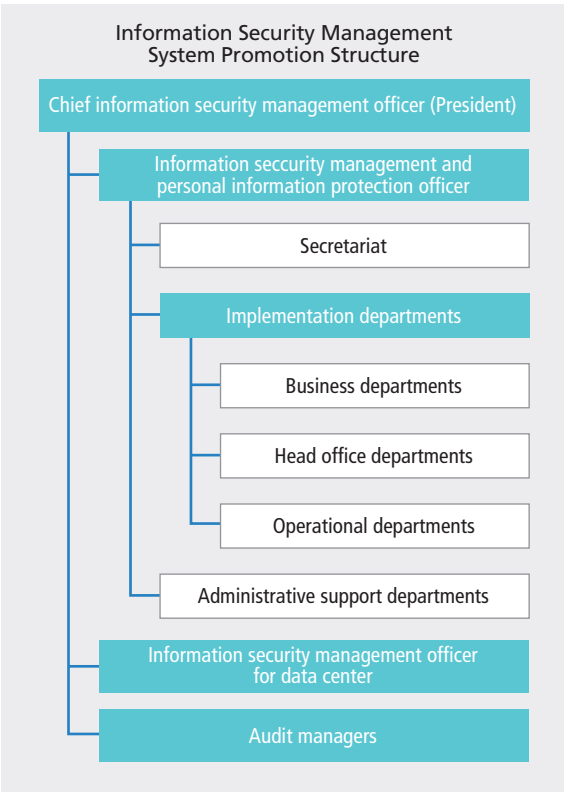 Information Security Management
System Promotion Structure
Chief information security management officer (President)
Information seccurity management and
personal information protection officer
Secretariat
Implementation departments
Business departments
Head office departments
Operational departments
Administrative support departments
Information security management officer
for data center
Audit managers